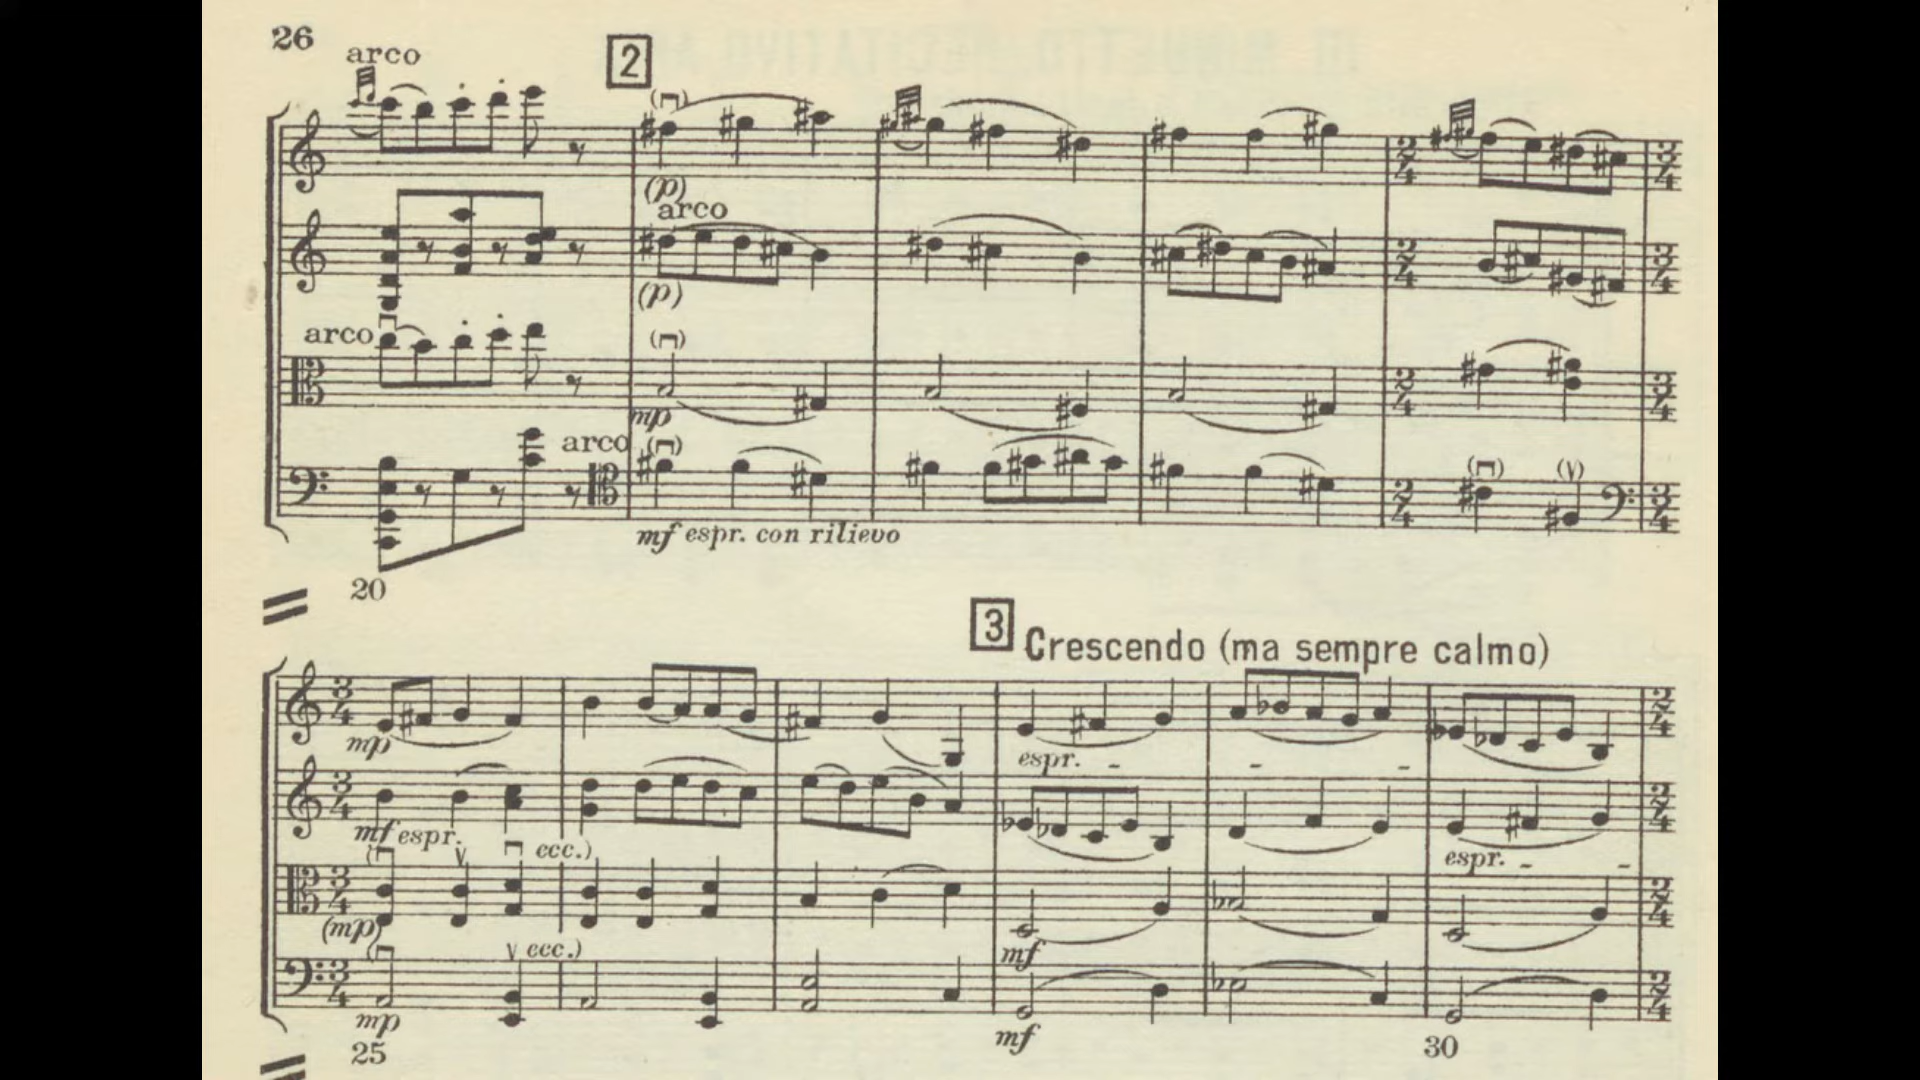 26
arco
2
(p)
arco
(p)
arco
mp
arco
mf espr. con rilievo
20
3
Crescendo (ma sempre calmo)
mp
espr.
mf espr.
ecc.)
espr.
(mp)
ecc.)
mf
mp
mf
25
30